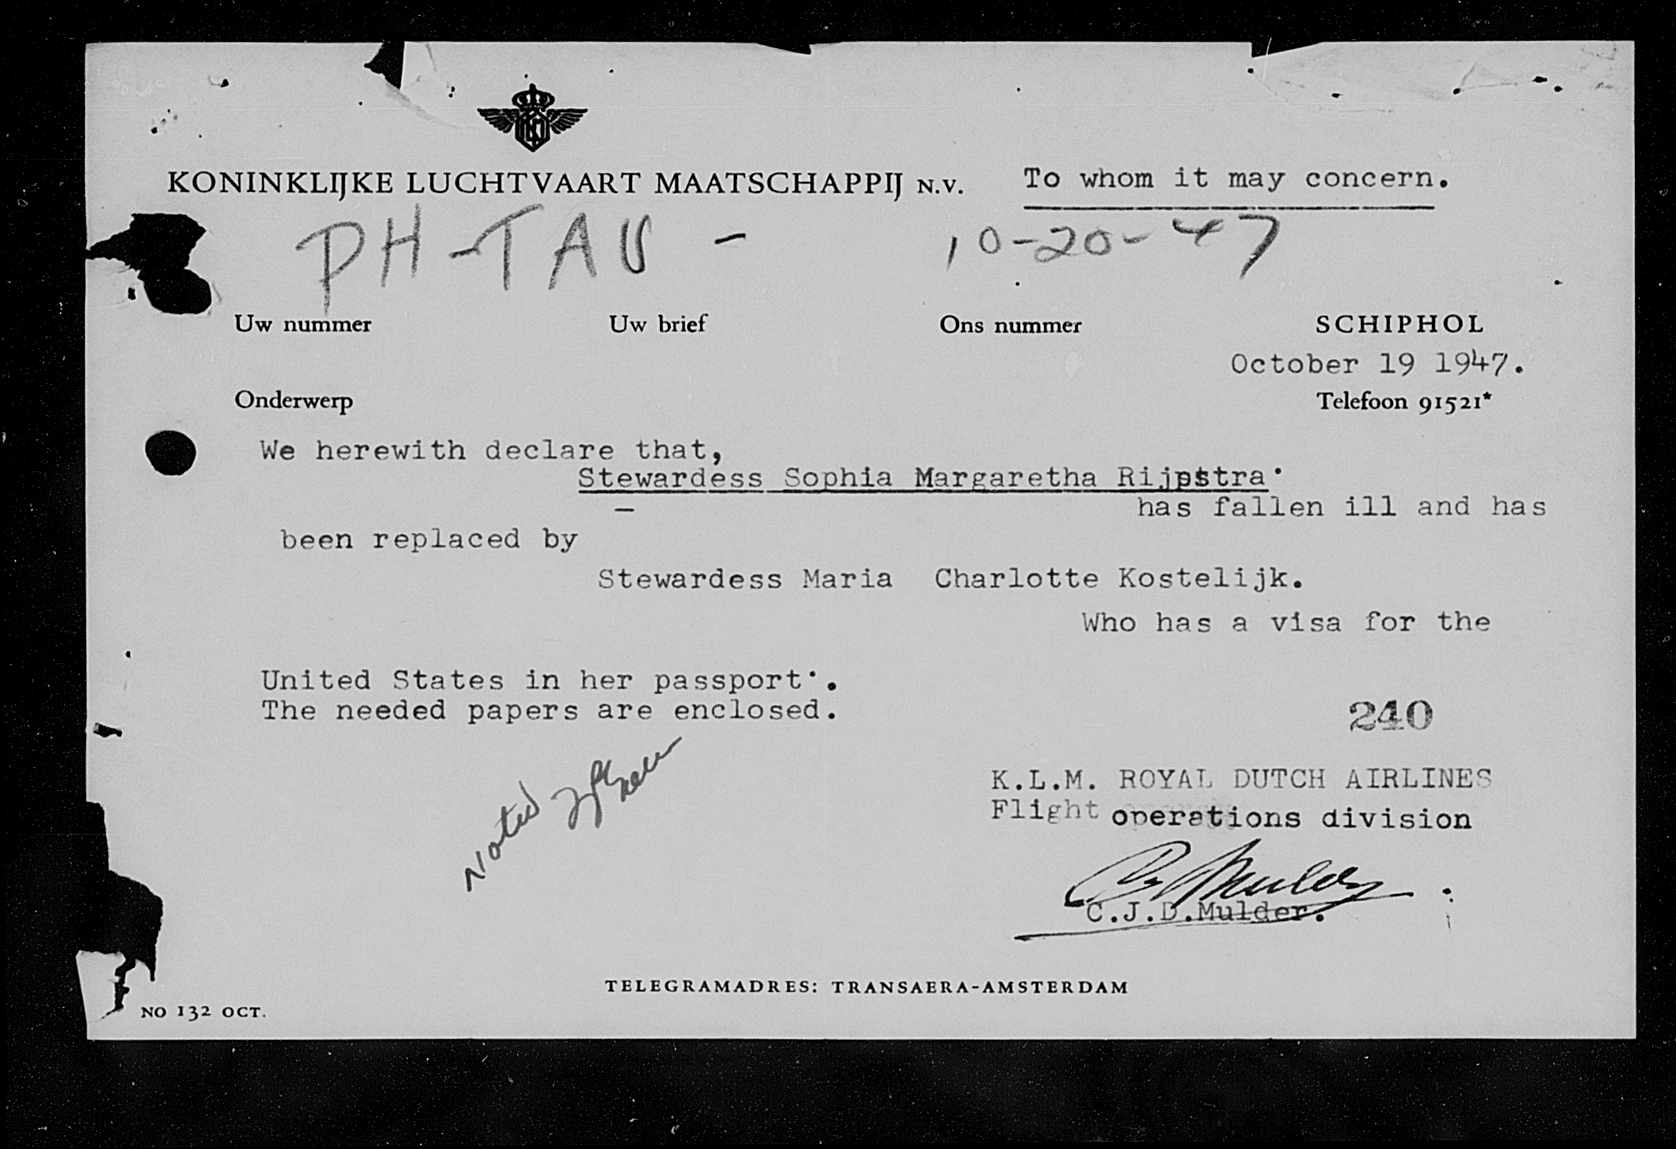 KONINKLIJKE LUCHTVAART MAATSCHAPPIJ N.V.
To whom it may concern.
PH-TAU - 10-20-47
Uw nummer Uw brief Ons nummer SCHIPHOL
October 19 1947.
Onderwerp Telefoon 91521*
We herewith declare that,
Stewardess Sophia Margaretha Rijpstra
has fallen ill and has
been replaced by
Stewardess Maria Charlotte Kostelijk.
Who has a visa for the
United States in her passport.
The needed papers are enclosed.
240
Noted
K.L.M. ROYAL DUTCH AIRLINES
Flight operations division
C.J.D.Mulder.
TELEGRAMADRES: TRANSAERA-AMSTERDAM
NO 132 OCT.